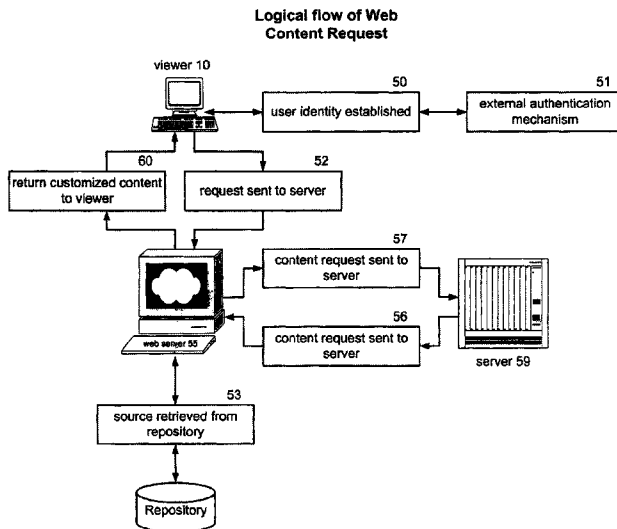 Logical flow of Web
Content Request
viewer 10
50
user identity established
51
external authentication
mechanism
60
return customized content
to viewer
52
request sent to server
57
content request sent to
server
56
content request sent to
server
web server 55
server 59
53
source retrieved from
repository
Repository